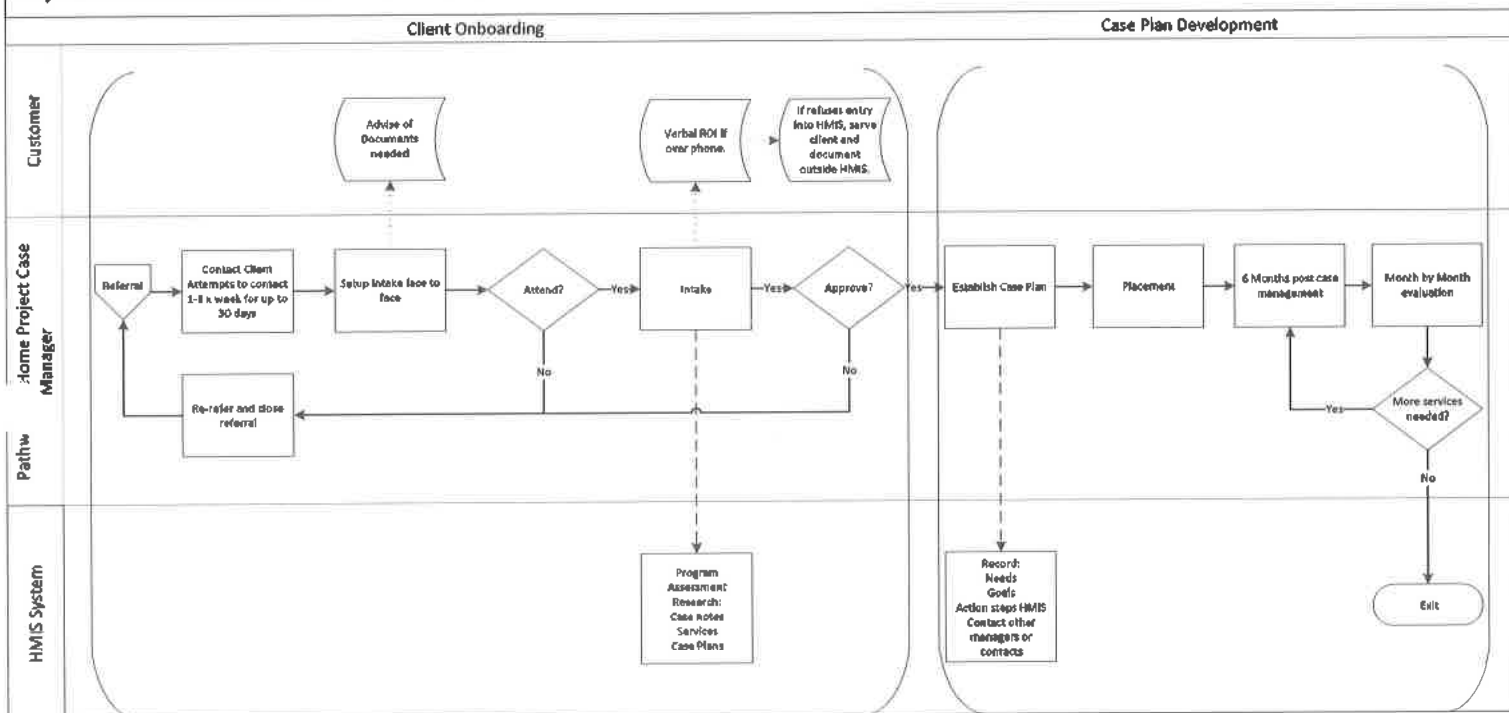 Client Onboarding
Case Plan Development
Customer
Advise of
Documents
needed
Verbal ROI if
over phone.
If refuses entry
into HMIS, serve
client and
document
outside HMIS.
Home Project Case
Manager
Referral
Contact Client
Attempts to contact
30 days
Setup Intake face to
face
Attend?
Yes
Intake
Yes
Approve?
Yes
Establish Case Plan
Placement
6 Months post case
management
Month by Month
evaluation
No
No
Re-refer and close
referral
Yes
More services
needed?
No
HMIS System
Program
Assessment
Research:
Case notes
Services
Case Plans
Record:
Needs
Goals
Action steps HMIS
Contact other
managers or
contacts
Exit